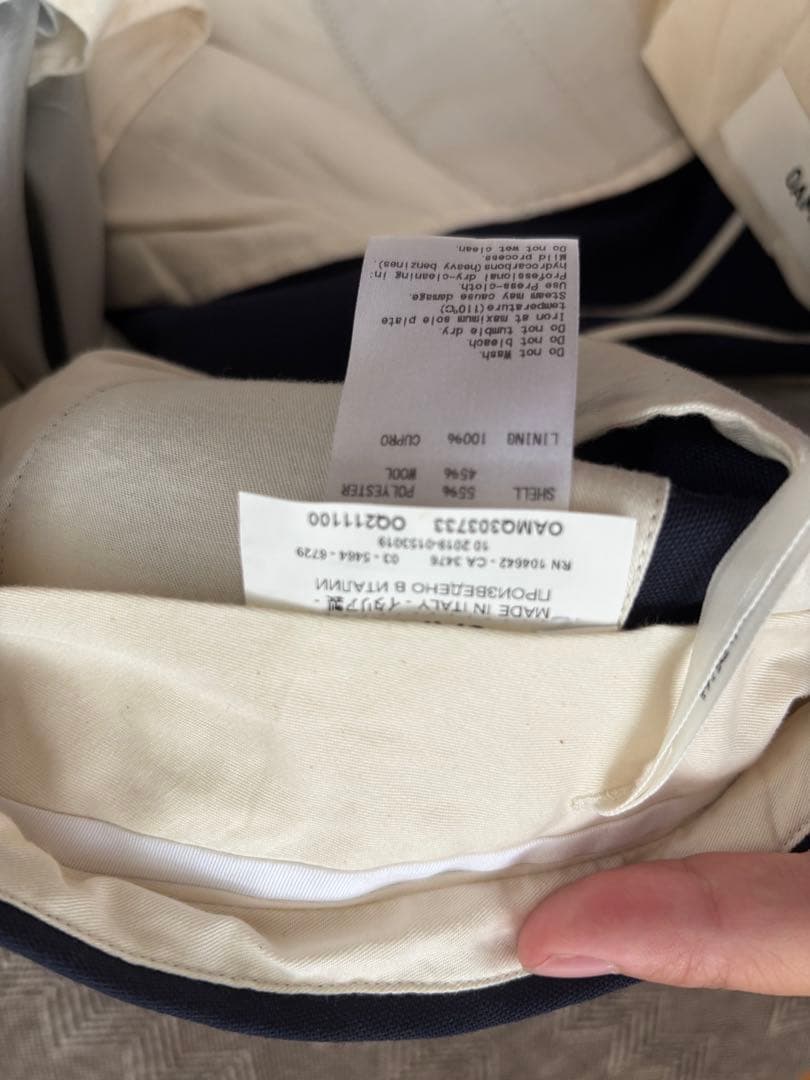 MADE IN ITALY - イタリア製 -
ПРОИЗВЕДЕНО В ИТАЛИИ
RN 104642 - CA 3476 03 - 5464 - 6729
10 2019-0153019
OAMQ303733 OQ211100
SHELL 55% POLYESTER
45% WOOL
LINING 100% CUPRO
Do not Wash.
Do not bleach.
Do not tumble dry.
Iron at maximum sole plate
temperature (110°C)
Steam may cause damage.
Use Press-cloth.
Professional dry-cleaning in:
hydrocarbons (heavy benzines).
Mild process.
Do not wet clean.
OAM